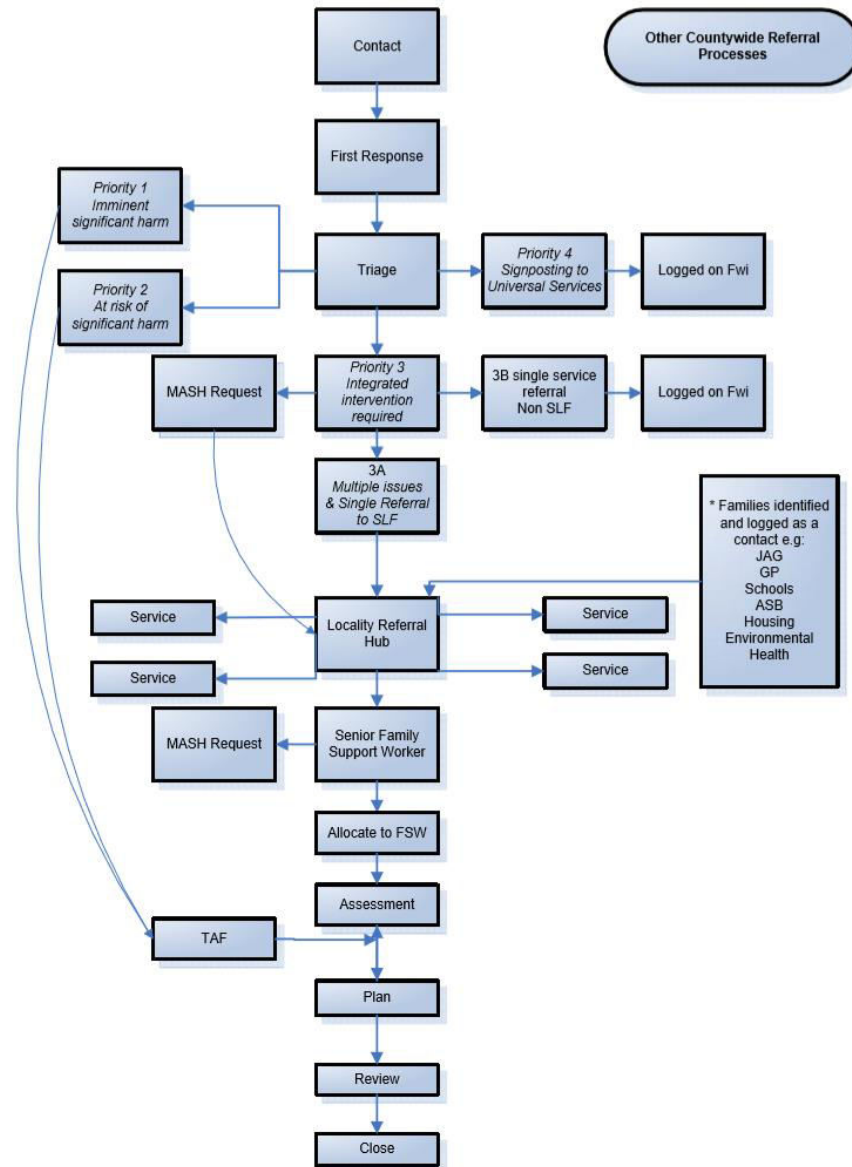 Contact
Other Countywide Referral
Processes
First Response
Priority 1
Imminent
significant harm
Triage
Priority 4
Signposting to
Universal Services
Logged on Fwi
Priority 2
At risk of
significant harm
MASH Request
Priority 3
Integrated
intervention
required
3B single service
referral
Non SLF
Logged on Fwi
3A
Multiple issues
& Single Referral
to SLF
* Families identified
and logged as a
contact e.g:
JAG
GP
Schools
ASB
Housing
Environmental
Health
Service
Locality Referral
Hub
Service
Service
Service
MASH Request
Senior Family
Support Worker
Allocate to FSW
Assessment
TAF
Plan
Review
Close